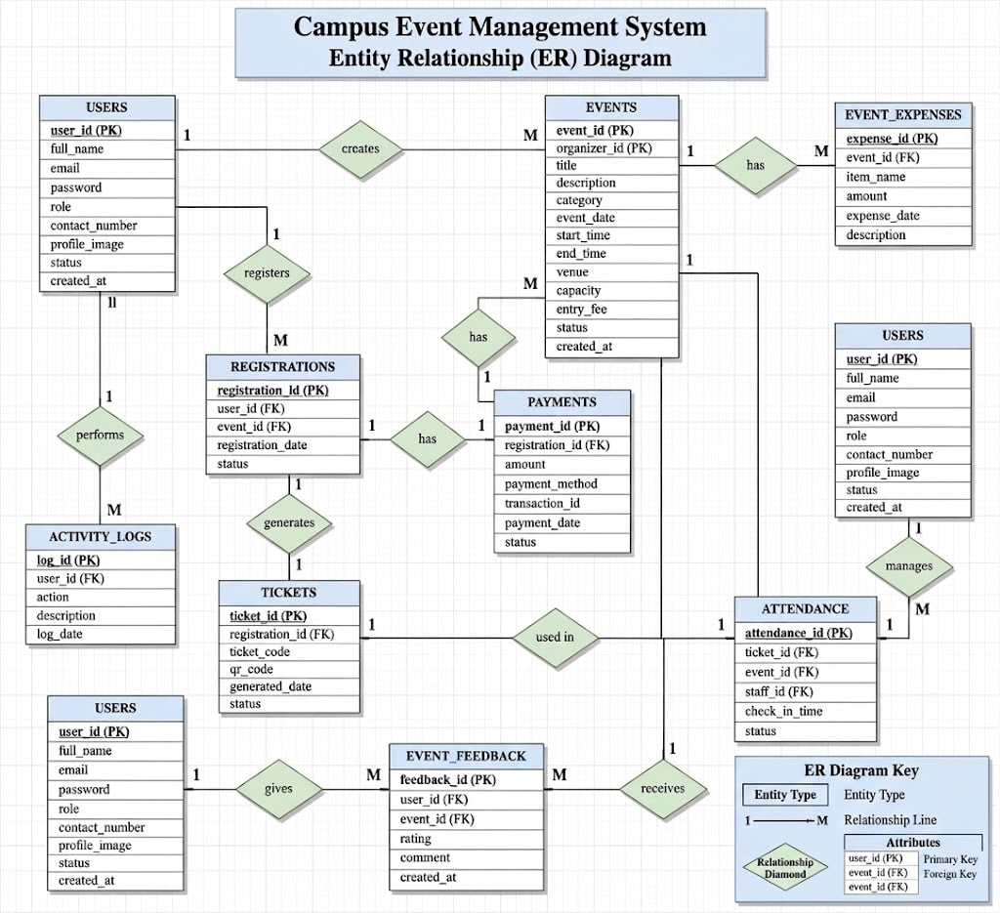 Campus Event Management System
Entity Relationship (ER) Diagram
USERS
user_id (PK)
full_name
email
password
role
contact_number
profile_image
status
created_at
1
creates
M
EVENTS
event_id (PK)
organizer_id (PK)
title
description
category
event_date
start_time
end_time
venue
capacity
entry_fee
status
created_at
1
has
M
EVENT_EXPENSES
expense_id (PK)
event_id (FK)
item_name
amount
expense_date
description
1
registers
M
1
M
has
1
ll
1
performs
M
REGISTRATIONS
registration_id (PK)
user_id (FK)
event_id (FK)
registration_date
status
1
has
1
PAYMENTS
payment_id (PK)
registration_id (FK)
amount
payment_method
transaction_id
payment_date
status
USERS
user_id (PK)
full_name
email
password
role
contact_number
profile_image
status
created_at
1
manages
M
1
generates
1
ACTIVITY_LOGS
log_id (PK)
user_id (FK)
action
description
log_date
TICKETS
ticket_id (PK)
registration_id (FK)
ticket_code
qr_code
generated_date
status
1
used in
1
ATTENDANCE
attendance_id (PK)
ticket_id (FK)
event_id (FK)
staff_id (FK)
check_in_time
status
1
USERS
user_id (PK)
full_name
email
password
role
contact_number
profile_image
status
created_at
1
gives
M
EVENT_FEEDBACK
feedback_id (PK)
user_id (FK)
event_id (FK)
rating
comment
created_at
M
1
receives
ER Diagram Key
Entity Type
Entity Type
1
M
Relationship Line
Relationship
Diamond
Attributes
user_id (PK)
Primary Key
event_id (FK)
Foreign Key
event_id (FK)